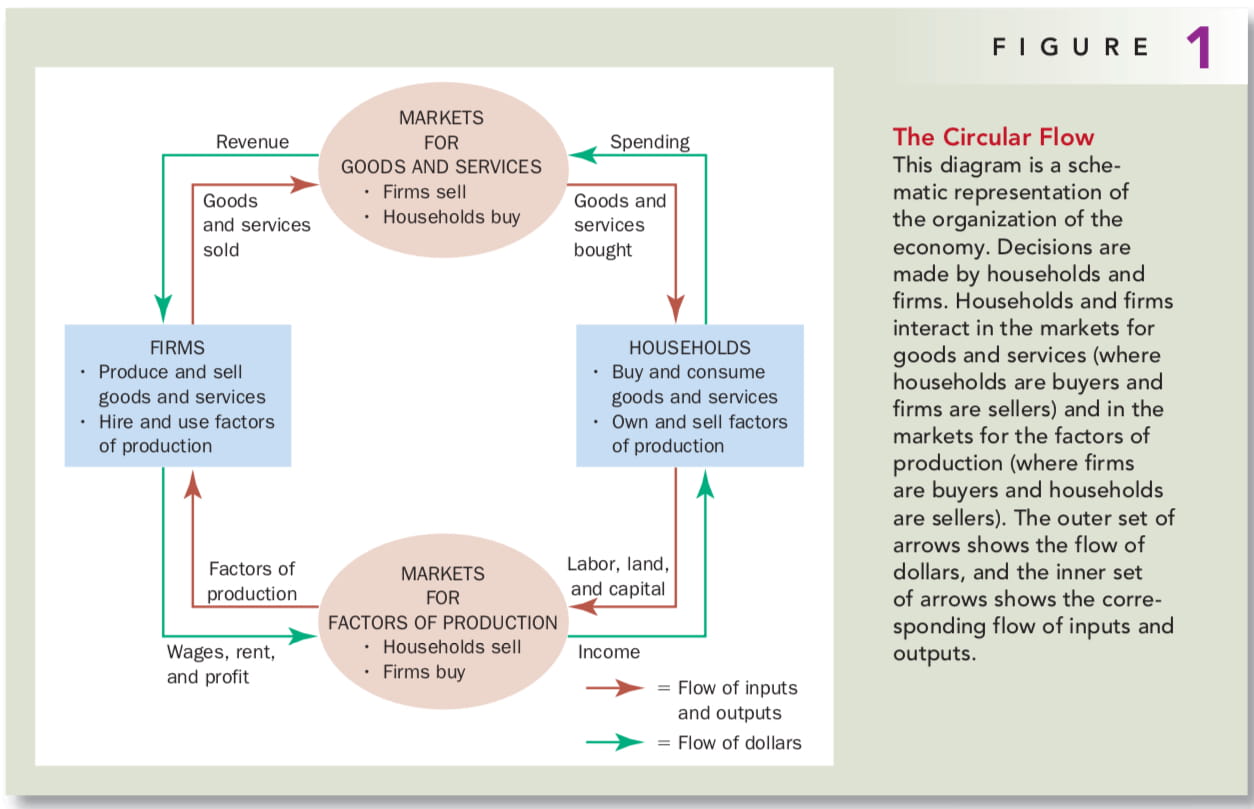 FIGURE 1
The Circular Flow
This diagram is a sche-
matic representation of
the organization of the
economy. Decisions are
made by households and
firms. Households and firms
interact in the markets for
goods and services (where
households are buyers and
firms are sellers) and in the
markets for the factors of
production (where firms
are buyers and households
are sellers). The outer set of
arrows shows the flow of
dollars, and the inner set
of arrows shows the corre-
sponding flow of inputs and
outputs.
MARKETS
FOR
GOODS AND SERVICES
• Firms sell
• Households buy
Revenue
Goods
and services
sold
Spending
Goods and
services
bought
FIRMS
• Produce and sell
goods and services
• Hire and use factors
of production
HOUSEHOLDS
• Buy and consume
goods and services
• Own and sell factors
of production
Factors of
production
Wages, rent,
and profit
MARKETS
FOR
FACTORS OF PRODUCTION
• Households sell
• Firms buy
Labor, land,
and capital
Income
= Flow of inputs
and outputs
= Flow of dollars